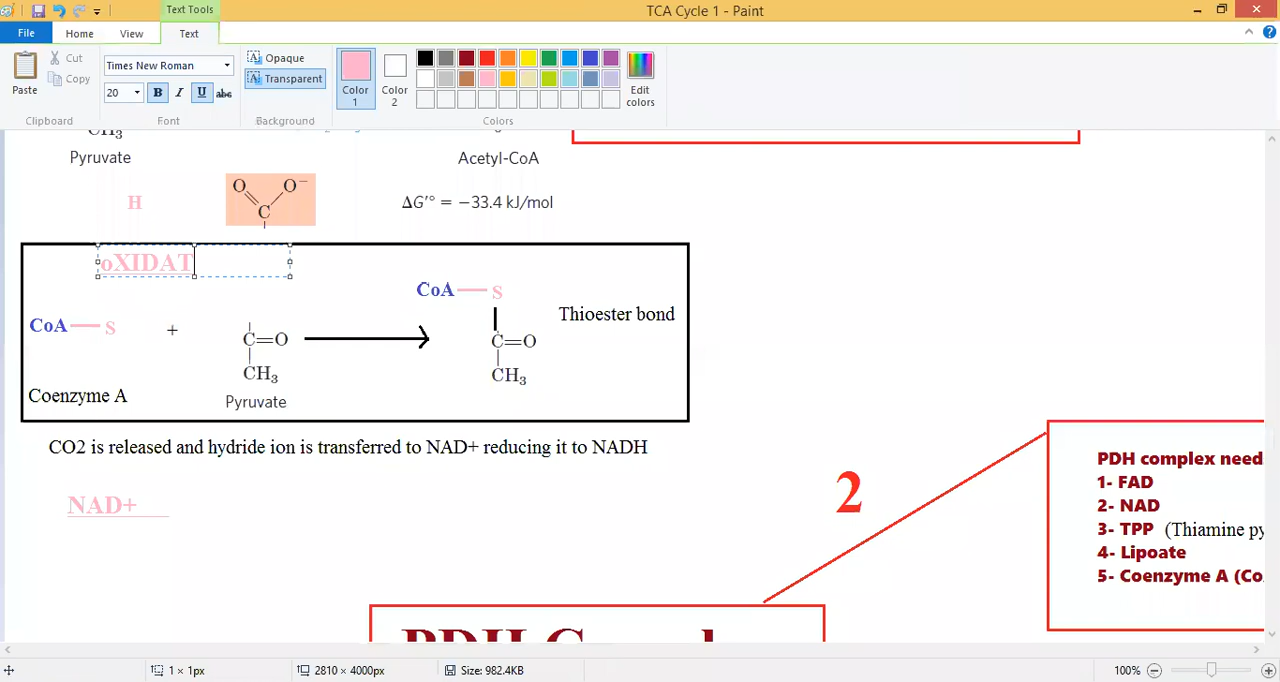 Text Tools
TCA Cycle 1 - Paint
File
Home
View
Text
Paste
Cut
Copy
Clipboard
Times New Roman
20
B I U abc
Font
Opaque
Transparent
Background
Color 1
Color 2
Edit colors
Colors
CH3
Pyruvate
Acetyl-CoA
H
O O−
C
ΔG′° = −33.4 kJ/mol
oXIDAT
CoA S
CoA S
Thioester bond
+
C=O
C=O
CH3
CH3
Coenzyme A
Pyruvate
CO2 is released and hydride ion is transferred to NAD+ reducing it to NADH
NAD+
2
PDH complex need
1- FAD
2- NAD
3- TPP (Thiamine py
4- Lipoate
5- Coenzyme A (Co
1 × 1px
2810 × 4000px
Size: 982.4KB
100%